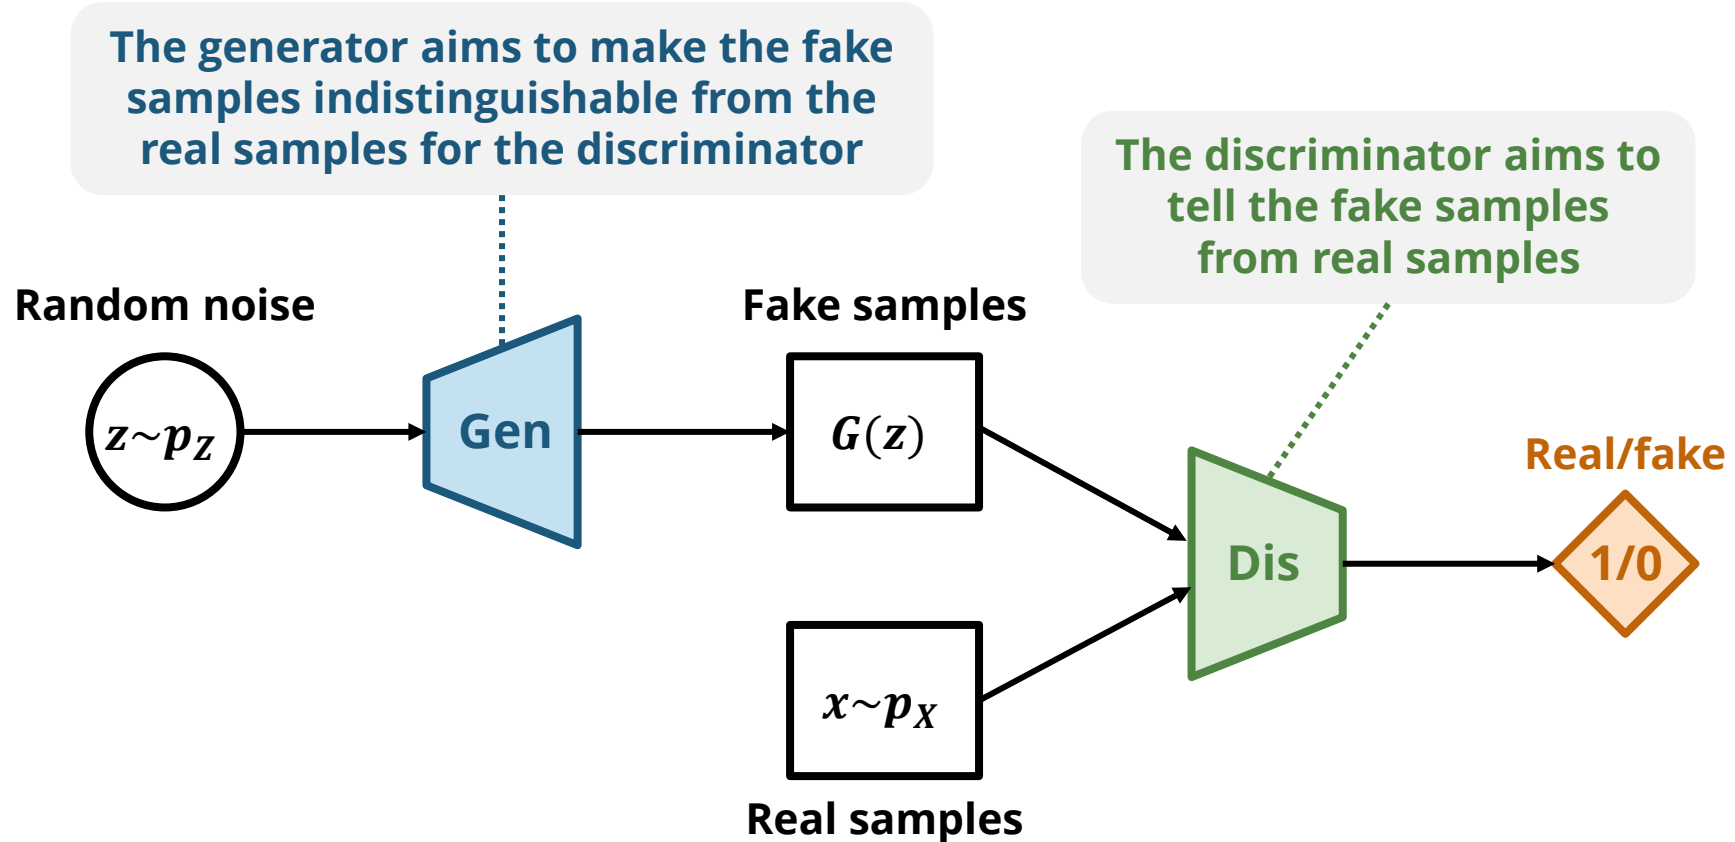 The generator aims to make the fake
samples indistinguishable from the
real samples for the discriminator
The discriminator aims to
tell the fake samples
from real samples
Random noise
z~p_Z
Gen
Fake samples
G(z)
Dis
Real/fake
1/0
x~p_X
Real samples